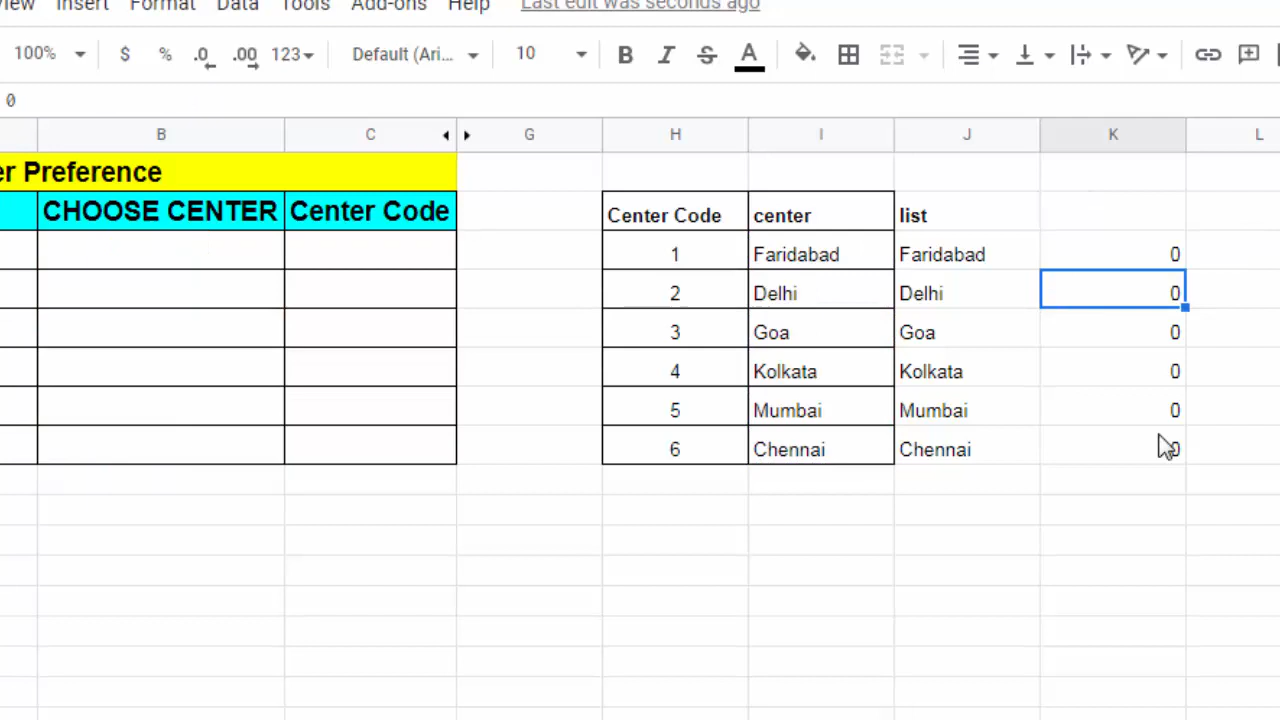 View Insert Format Data Tools Add-ons Help Last edit was seconds ago
100% $ % .0 .00 123 Default (Ari... 10 B I S A
0
B C G H I J K L
er Preference
CHOOSE CENTER Center Code Center Code center list
1 Faridabad Faridabad 0
2 Delhi Delhi 0
3 Goa Goa 0
4 Kolkata Kolkata 0
5 Mumbai Mumbai 0
6 Chennai Chennai 0